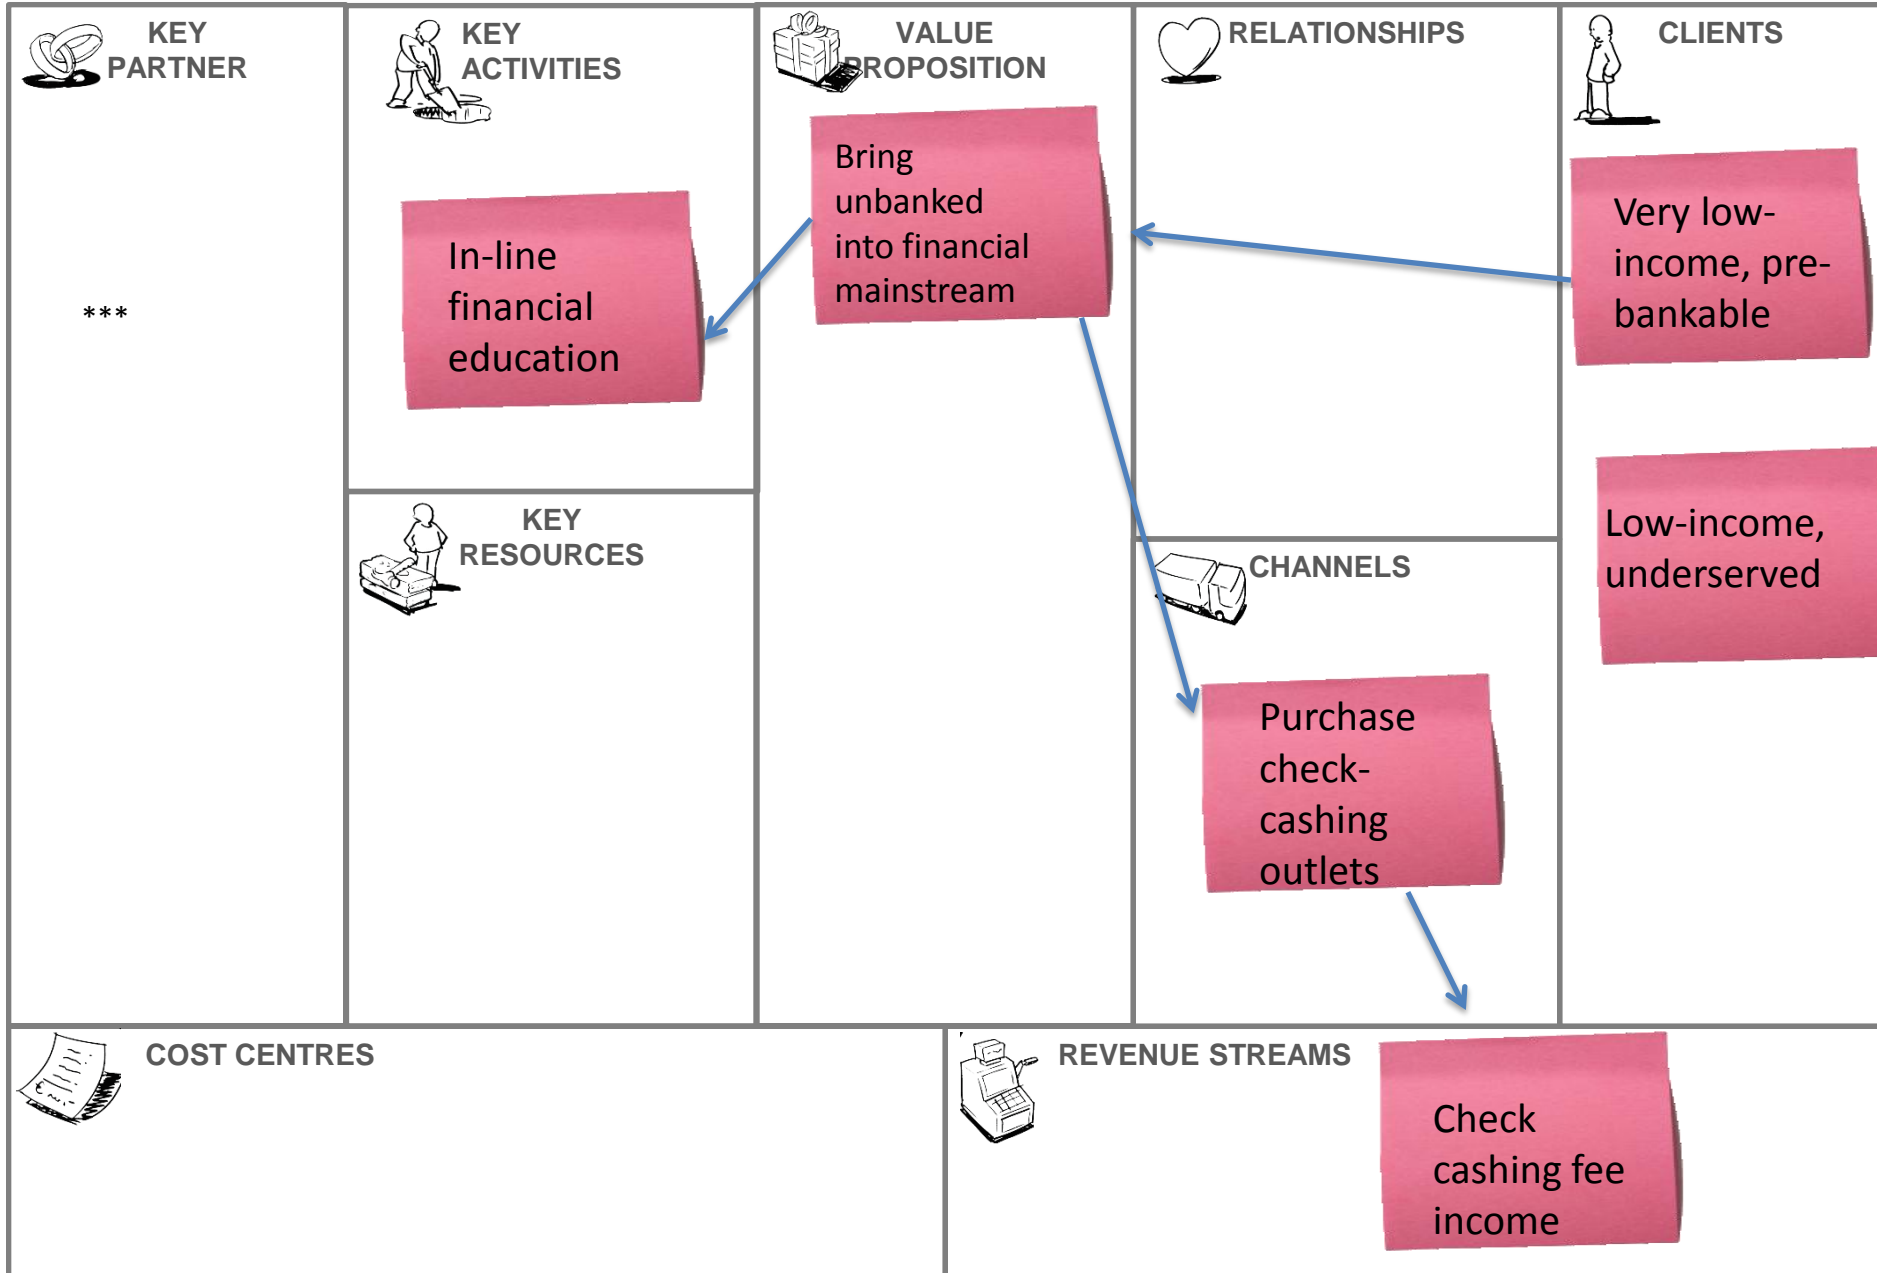 KEY
PARTNER
***
KEY
ACTIVITIES
In-line
financial
education
KEY
RESOURCES
VALUE
PROPOSITION
Bring
unbanked
into financial
mainstream
RELATIONSHIPS
CHANNELS
Purchase
check-
cashing
outlets
CLIENTS
Very low-
income, pre-
bankable
Low-income,
underserved
COST CENTRES
REVENUE STREAMS
Check
cashing fee
income